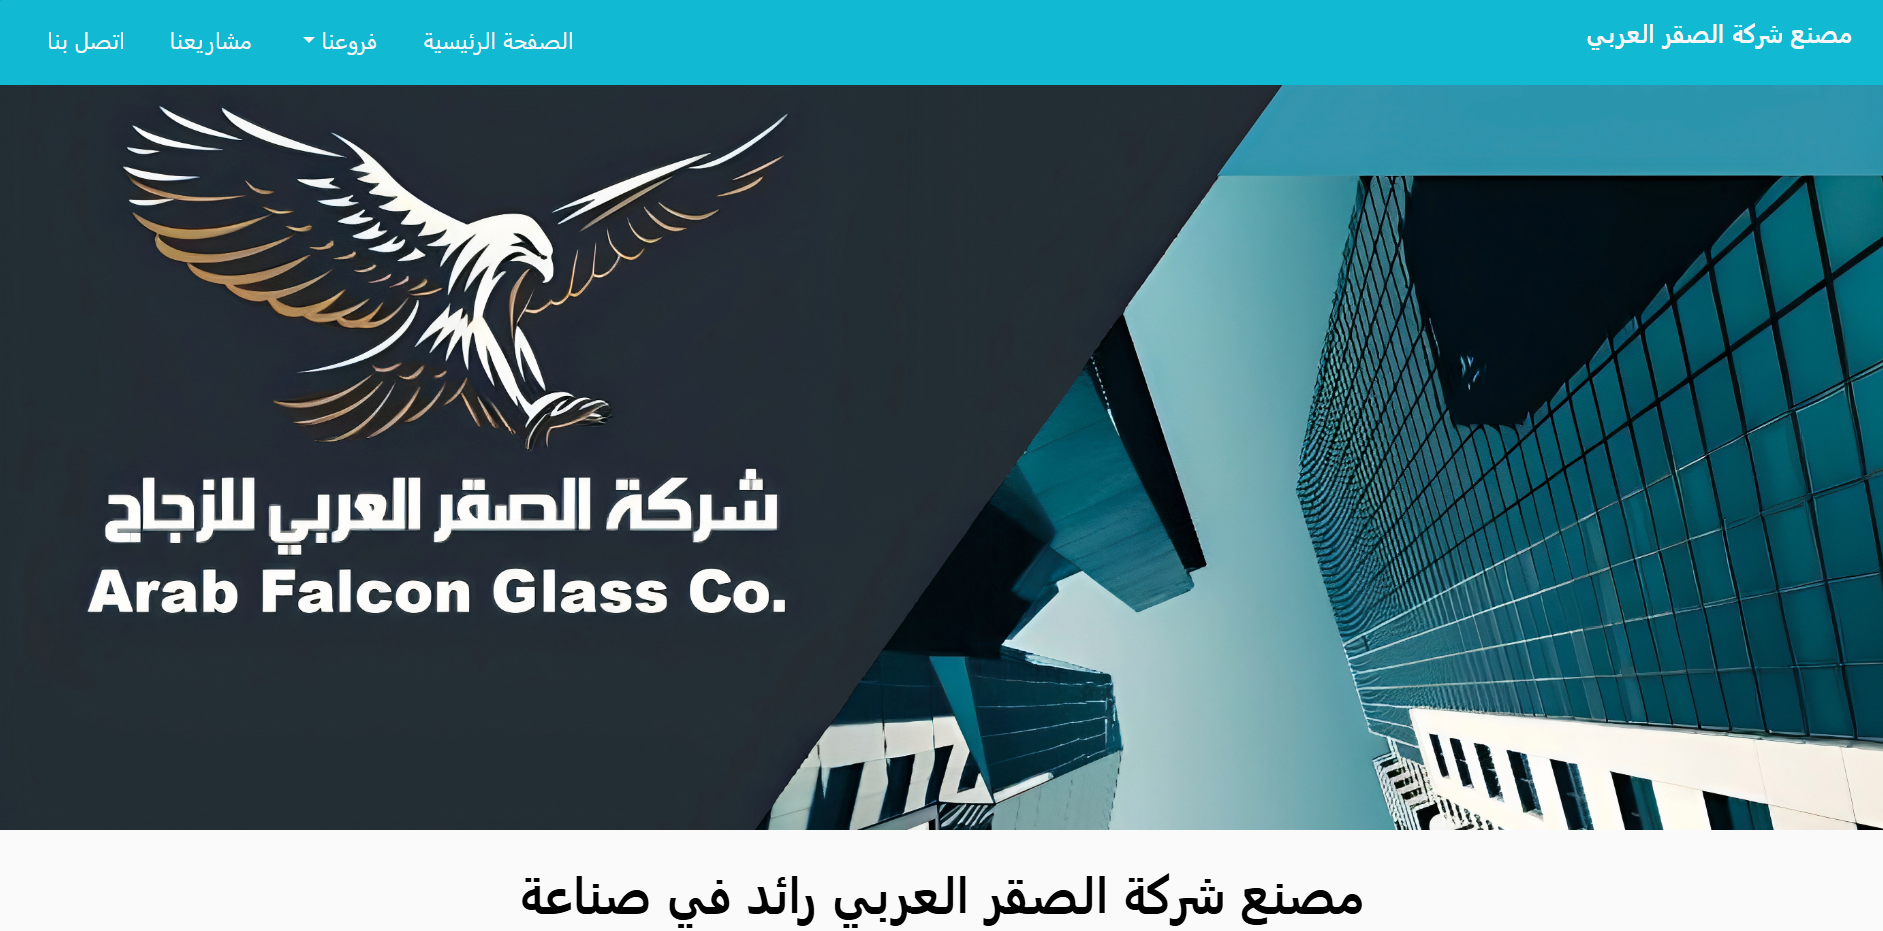 مصنع شركة الصقر العربي
الصفحة الرئيسية
فروعنا
مشاريعنا
اتصل بنا
شركة الصقر العربي للزجاج
Arab Falcon Glass Co.
مصنع شركة الصقر العربي رائد في صناعة